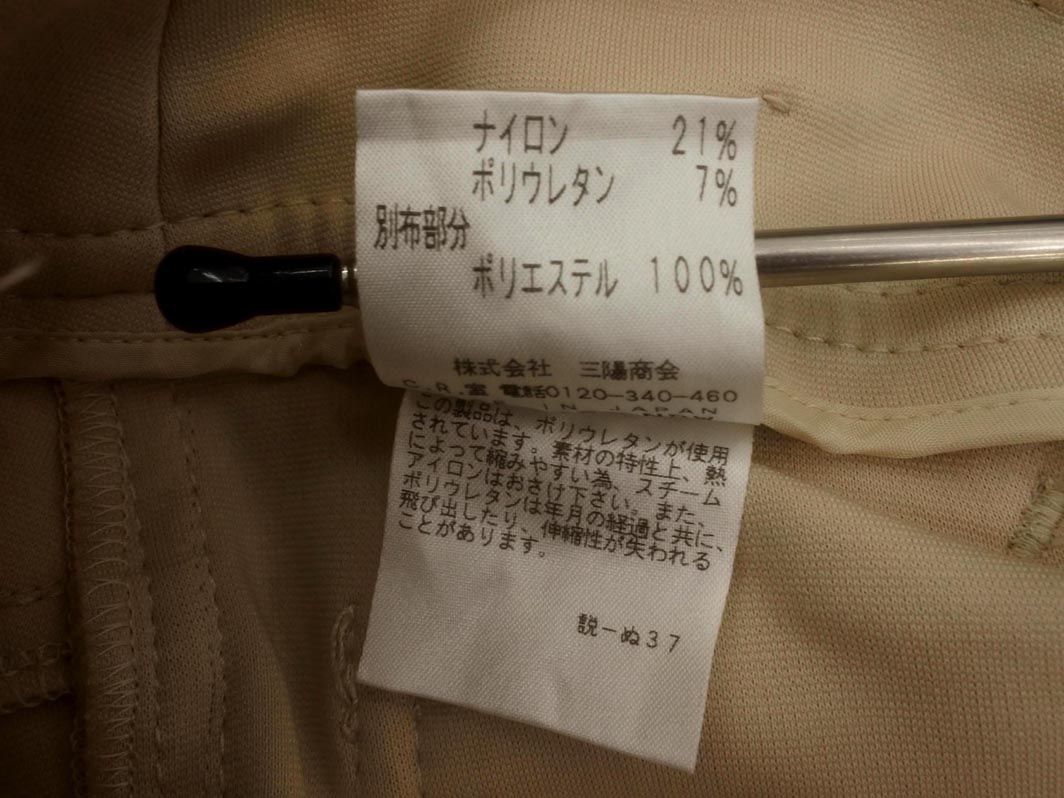 ナイロン 21%
ポリウレタン 7%
別布部分
ポリエステル 100%
株式会社 三陽商会
C.R.室 電話0120-340-460
IN JAPAN
この製品は、ポリウレタンが使用
されています。素材の特性上、熱
によって縮みやすい為、スチーム
アイロンはおさけ下さい。また、
ポリウレタンは年月の経過と共に、
飛び出したり、伸縮性が失われる
ことがあります。
説-ぬ37